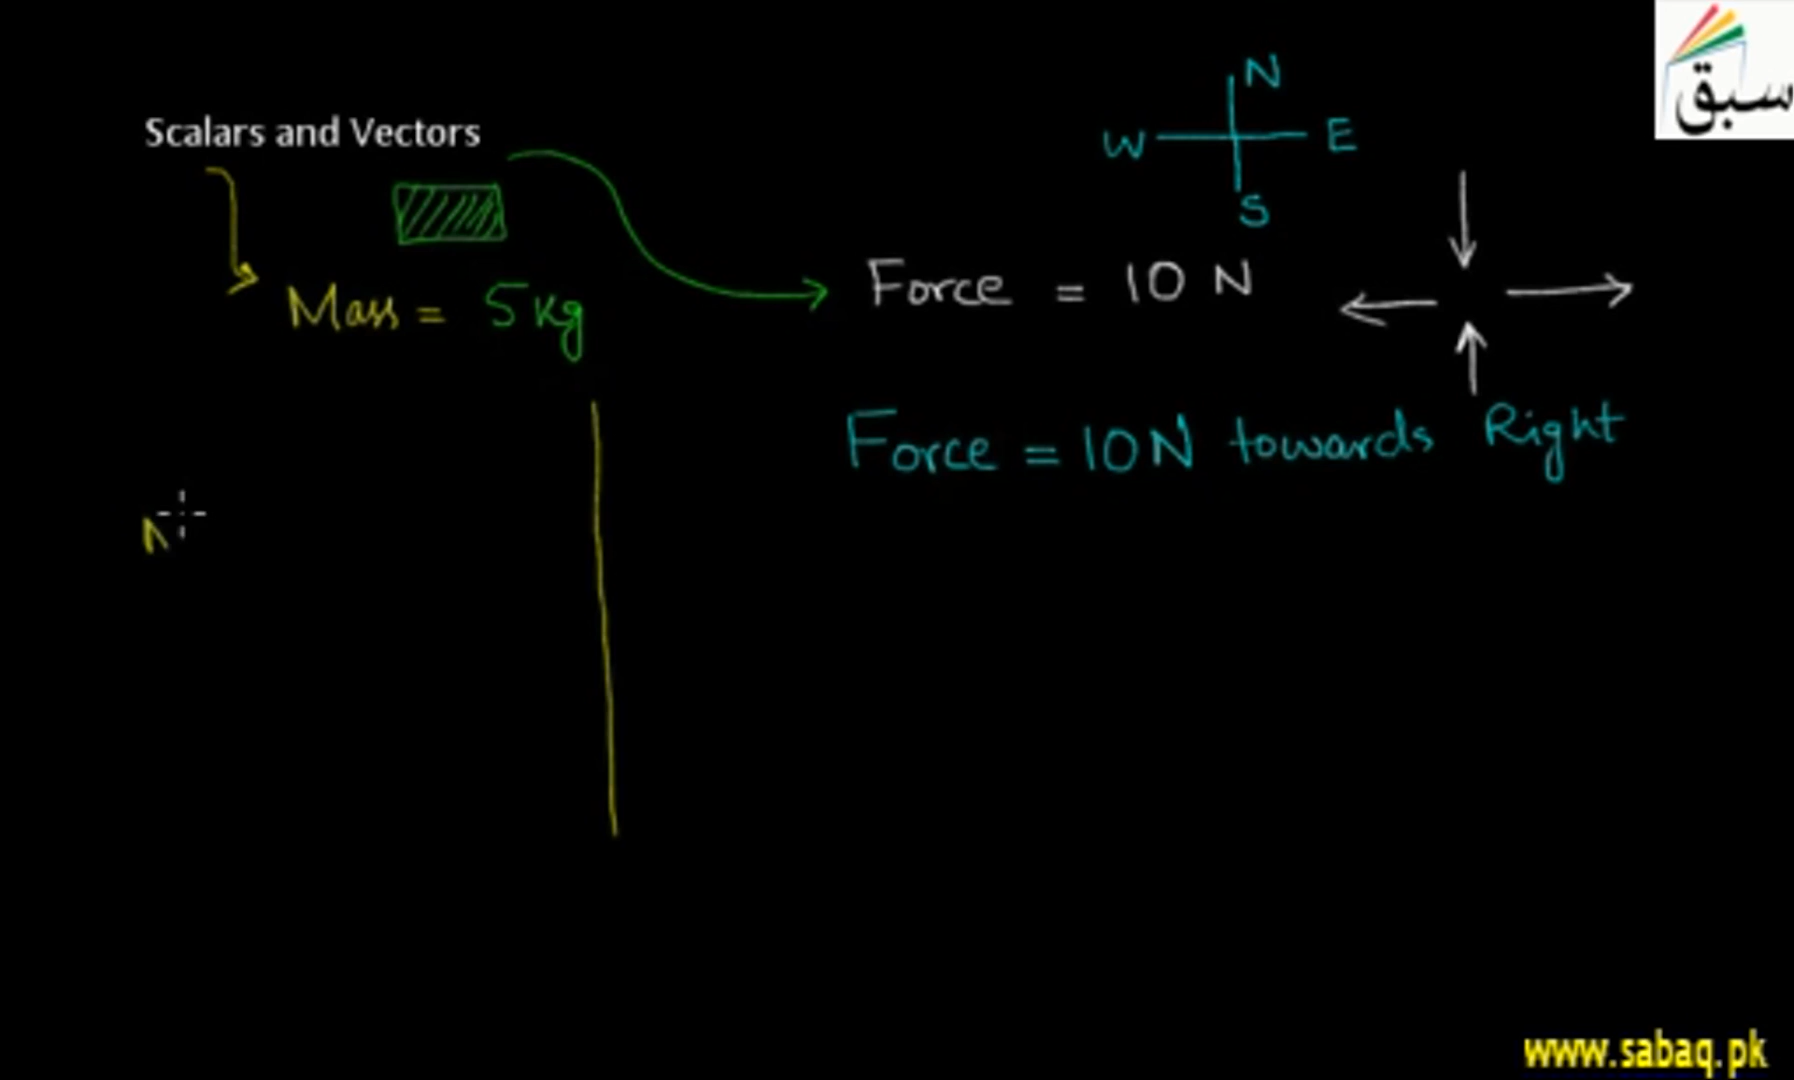 سبق
N
Scalars and Vectors
W E
S
Force = 10 N
Mass = 5 kg
Force = 10 N towards Right
www.sabaq.pk